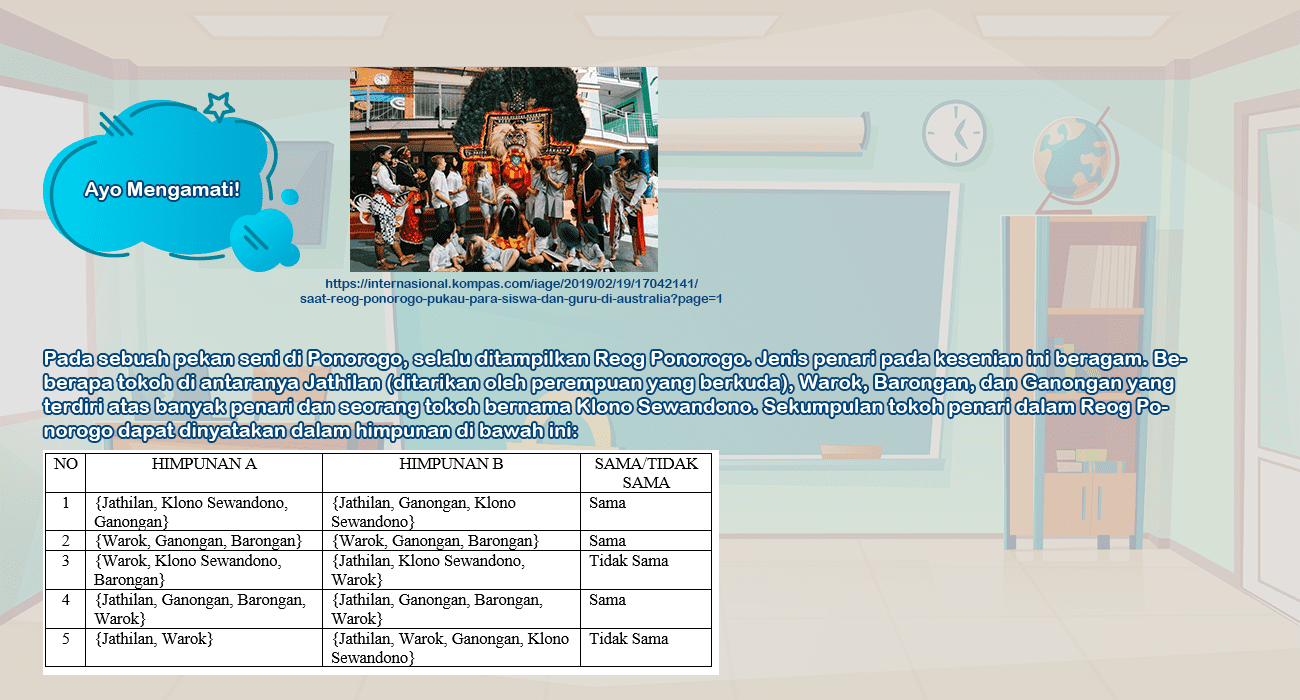 Ayo Mengamati!
https://internasional.kompas.com/iage/2019/02/19/17042141/
saat-reog-ponorogo-pukau-para-siswa-dan-guru-di-australia?page=1
Pada sebuah pekan seni di Ponorogo, selalu ditampilkan Reog Ponorogo. Jenis penari pada kesenian ini beragam. Be-
berapa tokoh di antaranya Jathilan (ditarikan oleh perempuan yang berkuda), Warok, Barongan, dan Ganongan yang
terdiri atas banyak penari dan seorang tokoh bernama Klono Sewandono. Sekumpulan tokoh penari dalam Reog Po-
norogo dapat dinyatakan dalam himpunan di bawah ini:
NO HIMPUNAN A HIMPUNAN B SAMA/TIDAK
SAMA
1 {Jathilan, Klono Sewandono, {Jathilan, Ganongan, Klono Sama
Ganongan} Sewandono}
2 {Warok, Ganongan, Barongan} {Warok, Ganongan, Barongan} Sama
3 {Warok, Klono Sewandono, {Jathilan, Klono Sewandono, Tidak Sama
Barongan} Warok}
4 {Jathilan, Ganongan, Barongan, {Jathilan, Ganongan, Barongan, Sama
Warok} Warok}
5 {Jathilan, Warok} {Jathilan, Warok, Ganongan, Klono Tidak Sama
Sewandono}